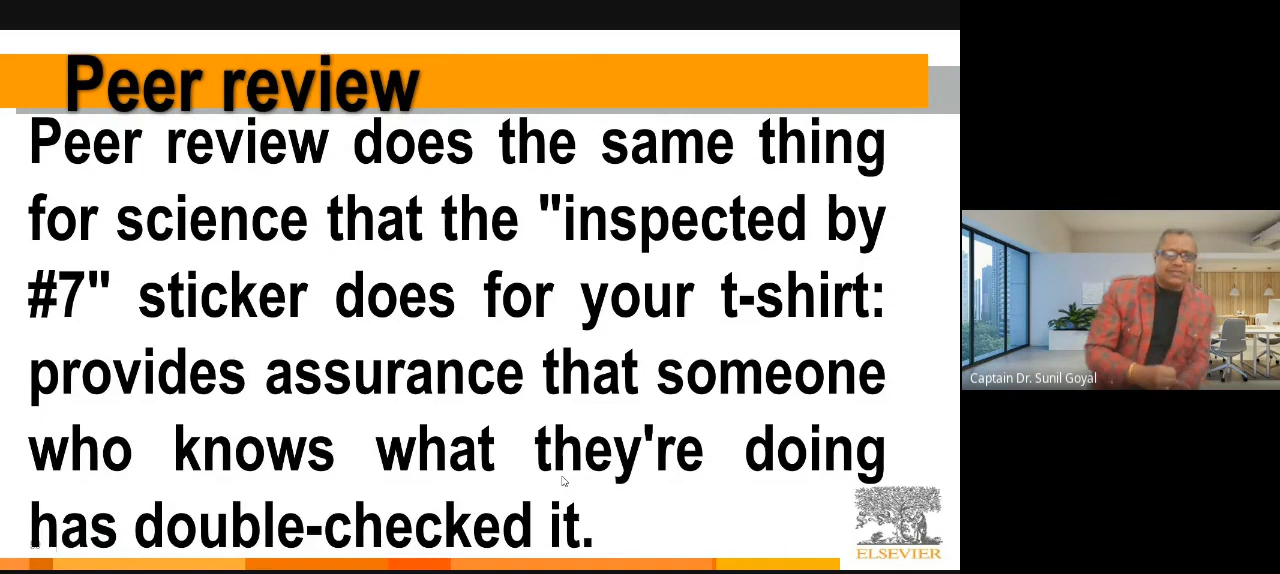 Peer review
Peer review does the same thing
for science that the "inspected by
#7" sticker does for your t-shirt:
provides assurance that someone
who knows what they're doing
has double-checked it.
ELSEVIER
Captain Dr. Sunil Goyal